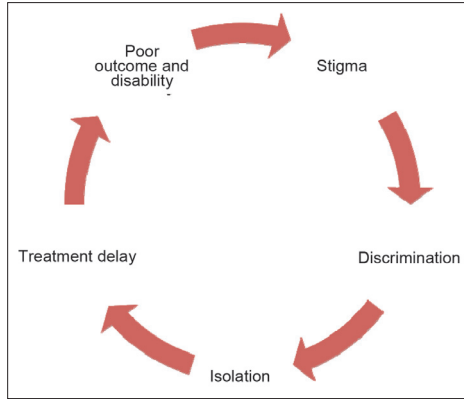 Poor
outcome and
disability
-
Stigma
Discrimination
Isolation
Treatment delay